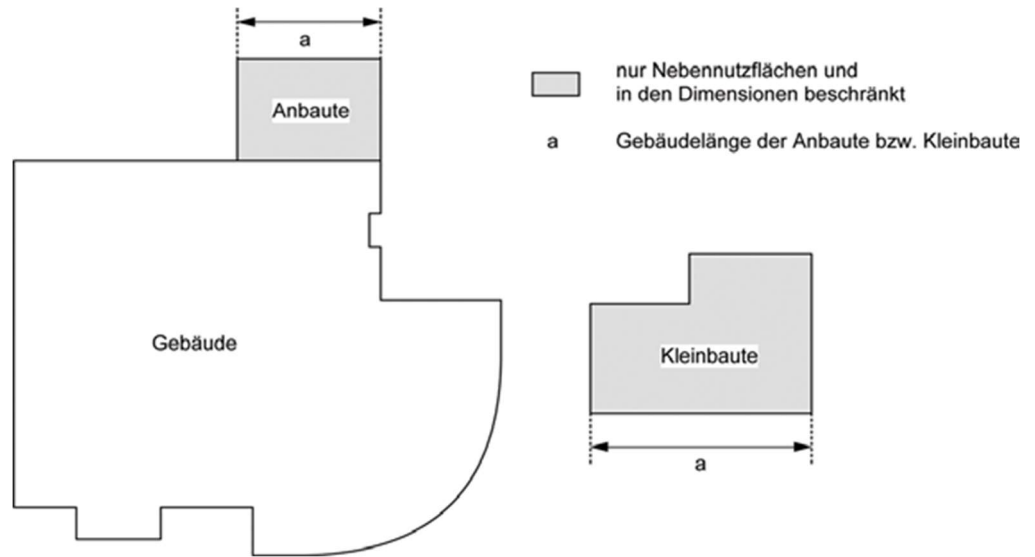 a
Anbaute
nur Nebennutzflächen und
in den Dimensionen beschränkt
a Gebäudelänge der Anbaute bzw. Kleinbaute
Gebäude
Kleinbaute
a